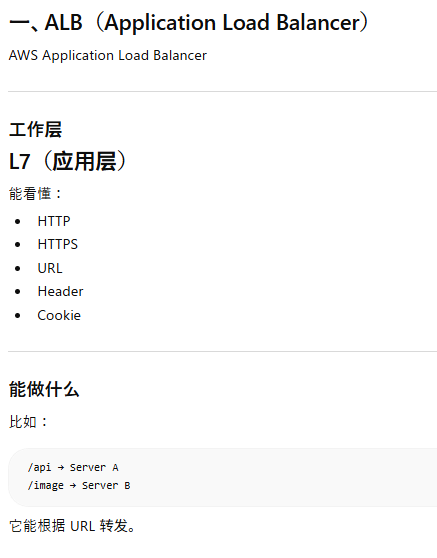 一、ALB（Application Load Balancer）
AWS Application Load Balancer
工作层
L7（应用层）
能看懂：
• HTTP
• HTTPS
• URL
• Header
• Cookie
能做什么
比如：
/api → Server A
/image → Server B
它能根据 URL 转发。